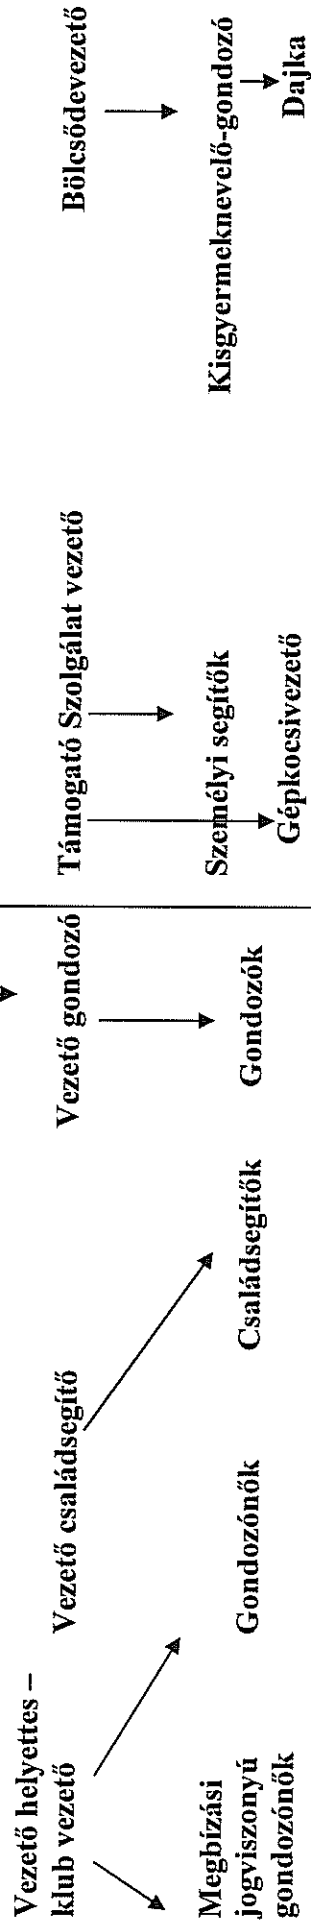 Vezető helyettes –
klub vezető
Vezető családsegítő
Vezető gondozó
Támogató Szolgálat vezető
Bölcsődevezető
Megbízási
jogviszonyú
gondozónők
Gondozónők
Családsegítők
Gondozók
Személyi segítők
Gépkocsivezető
Kisgyermeknevelő-gondozó
Dajka